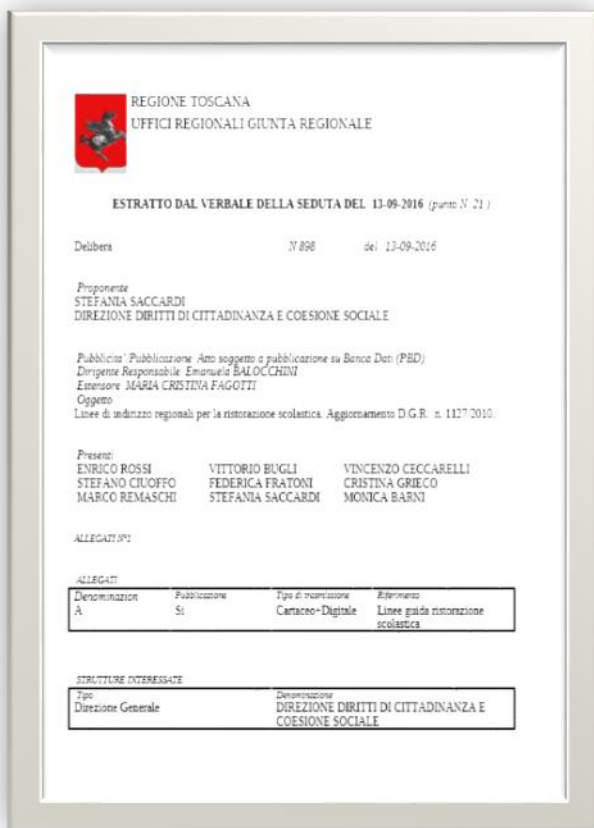 REGIONE TOSCANA
UFFICI REGIONALI GIUNTA REGIONALE
ESTRATTO DAL VERBALE DELLA SEDUTA DEL 13-09-2016 (punto N 21 )
Delibera N 898 del 13-09-2016
Proponente
STEFANIA SACCARDI
DIREZIONE DIRITTI DI CITTADINANZA E COESIONE SOCIALE
Pubblicita' Pubblicazione Atto soggetto a pubblicazione su Banca Dati (PBD)
Dirigente Responsabile Emanuela BALOCCHINI
Estensore MARIA CRISTINA FAGOTTI
Oggetto
Linee di indirizzo regionali per la ristorazione scolastica. Aggiornamento D.G.R. n. 1127/2010.
Presenti
ENRICO ROSSI VITTORIO BUGLI VINCENZO CECCARELLI
STEFANO CIUOFFO FEDERICA FRATONI CRISTINA GRIECO
MARCO REMASCHI STEFANIA SACCARDI MONICA BARNI
ALLEGATI N°1
ALLEGATI
Denominazion Pubblicazione Tipo di trasmissione Riferimento
A Si Cartaceo+Digitale Linee guida ristorazione
scolastica
STRUTTURE INTERESSATE
Tipo Denominazione
Direzione Generale DIREZIONE DIRITTI DI CITTADINANZA E
COESIONE SOCIALE